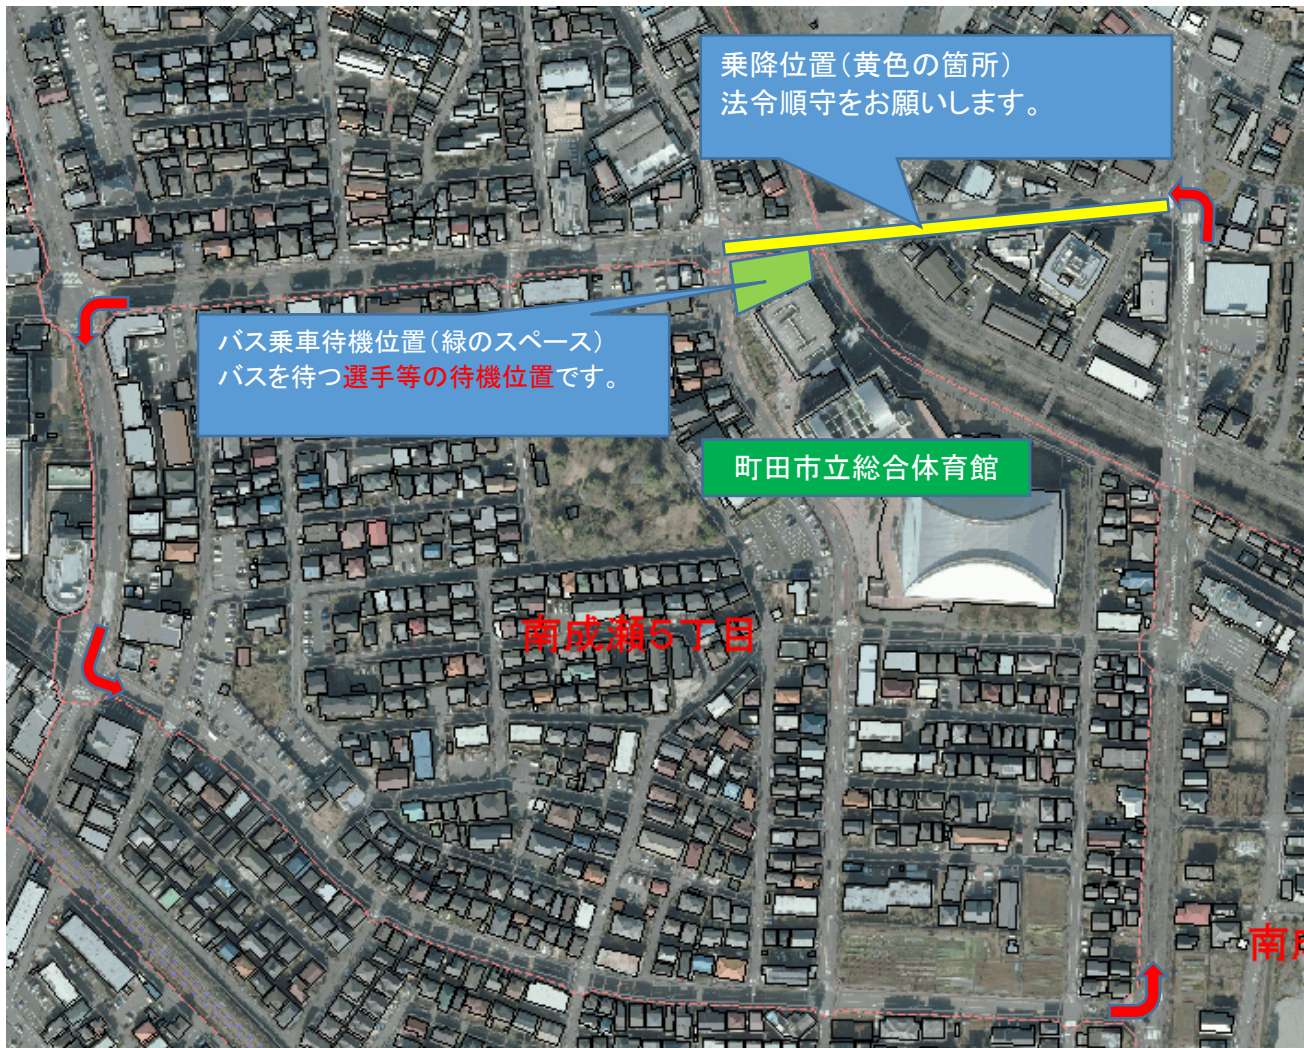 乗降位置（黄色の箇所）
法令順守をお願いします。
バス乗車待機位置（緑のスペース）
バスを待つ選手等の待機位置です。
町田市立総合体育館
南成瀬５丁目
南成